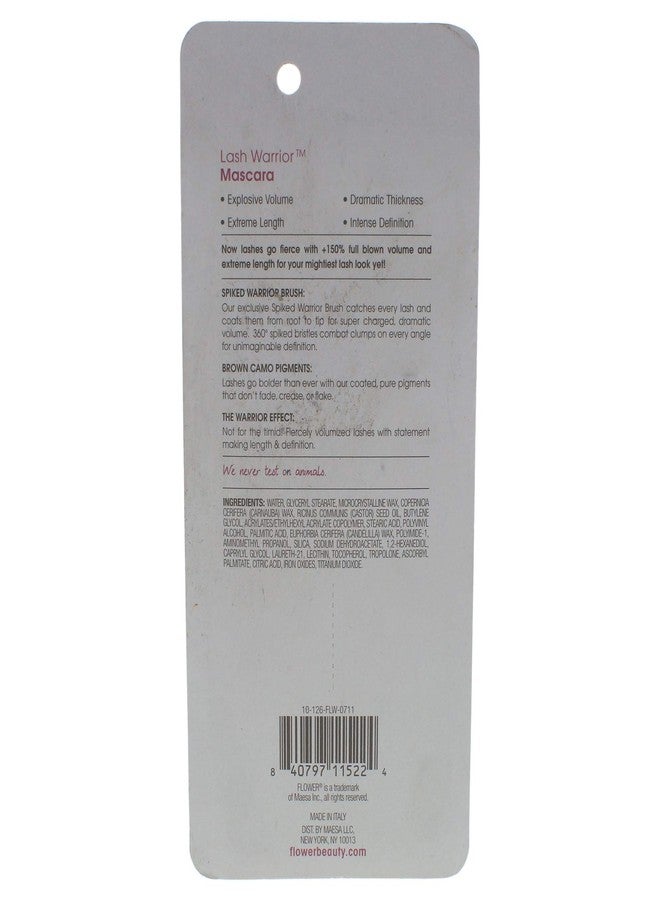 Lash Warrior™
Mascara
• Explosive Volume • Dramatic Thickness
• Extreme Length • Intense Definition
Now lashes go fierce with +150% full blown volume and
extreme length for your mightiest lash look yet!
SPIKED WARRIOR BRUSH:
Our exclusive Spiked Warrior Brush catches every lash and
coats them from root to tip for super charged, dramatic
volume. 360° spiked bristles combat clumps on every angle
for unimaginable definition.
BROWN CAMO PIGMENTS:
Lashes go bolder than ever with our coated, pure pigments
that don't fade, crease, or flake.
THE WARRIOR EFFECT:
Not for the timid! Fiercely volumized lashes with statement
making length & definition.
We never test on animals.
INGREDIENTS: WATER, GLYCERYL STEARATE, MICROCRYSTALLINE WAX, COPERNICIA
CERIFERA (CARNAUBA) WAX, RICINUS COMMUNIS (CASTOR) SEED OIL, BUTYLENE
GLYCOL, ACRYLATES/ETHYLHEXYL ACRYLATE COPOLYMER, STEARIC ACID, POLYVINYL
ALCOHOL, PALMITIC ACID, EUPHORBIA CERIFERA (CANDELILLA) WAX, POLYIMIDE-1,
AMINOMETHYL PROPANOL, SILICA, SODIUM DEHYDROACETATE, 1,2-HEXANEDIOL,
CAPRYLYL GLYCOL, LAURETH-21, LECITHIN, TOCOPHEROL, TROPOLONE, ASCORBYL
PALMITATE, CITRIC ACID, IRON OXIDES, TITANIUM DIOXIDE.
10-126-FLW-0711
8 40797 11522 4
FLOWER® is a trademark
of Maesa Inc., all rights reserved.
MADE IN ITALY
DIST. BY MAESA LLC,
NEW YORK, NY 10013
flowerbeauty.com